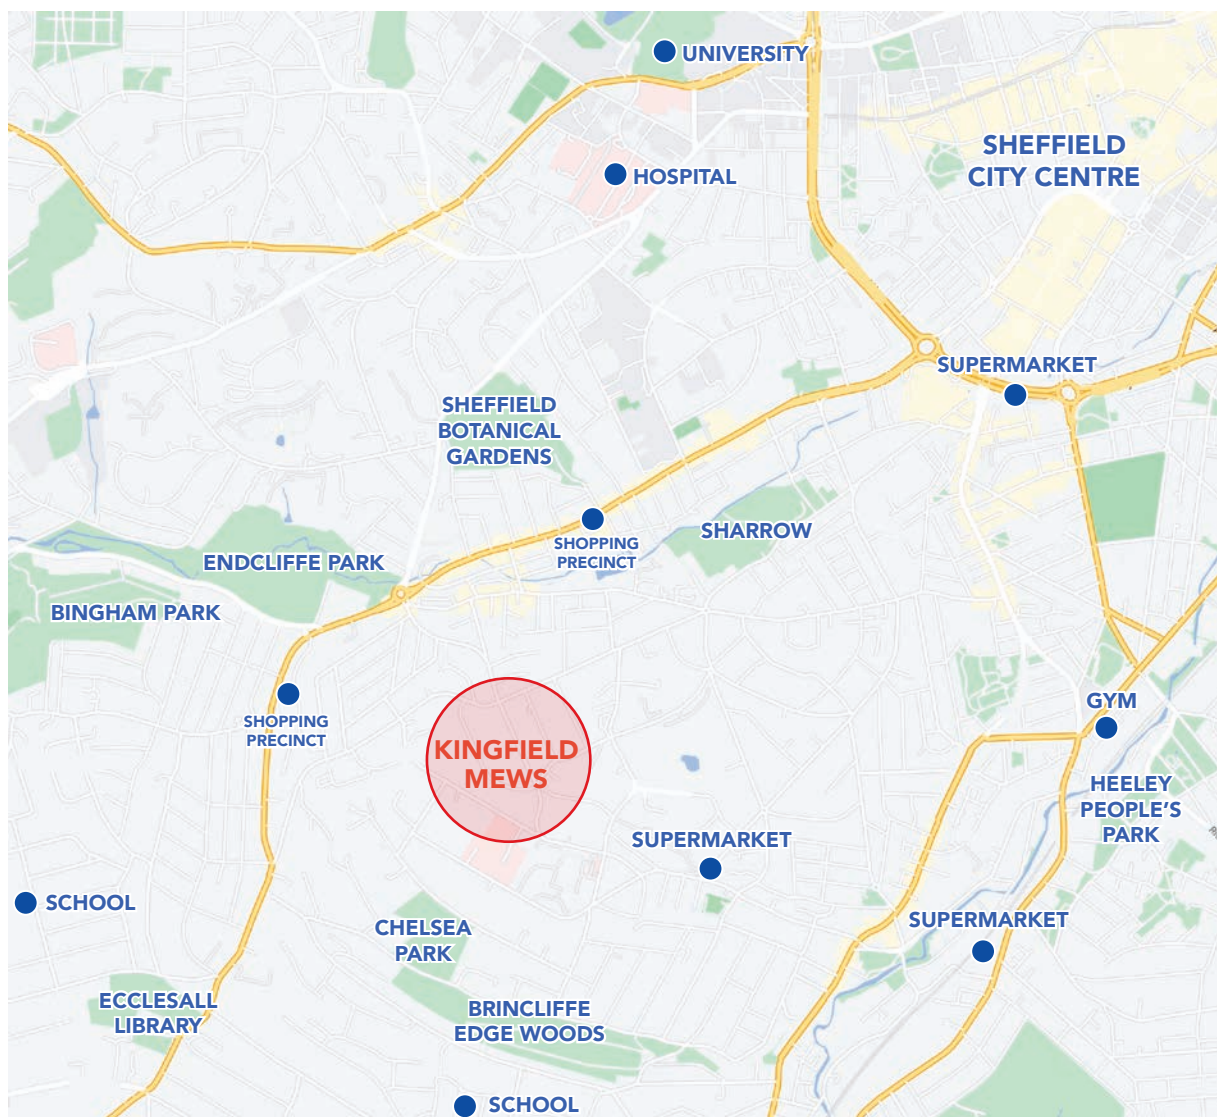 UNIVERSITY
SHEFFIELD
CITY CENTRE
HOSPITAL
SUPERMARKET
SHEFFIELD
BOTANICAL
GARDENS
SHARROW
SHOPPING
PRECINCT
ENDCLIFFE PARK
BINGHAM PARK
SHOPPING
PRECINCT
GYM
KINGFIELD
MEWS
HEELEY
PEOPLE'S
PARK
SUPERMARKET
SCHOOL
CHELSEA
PARK
SUPERMARKET
ECCLESALL
LIBRARY
BRINCLIFFE
EDGE WOODS
SCHOOL